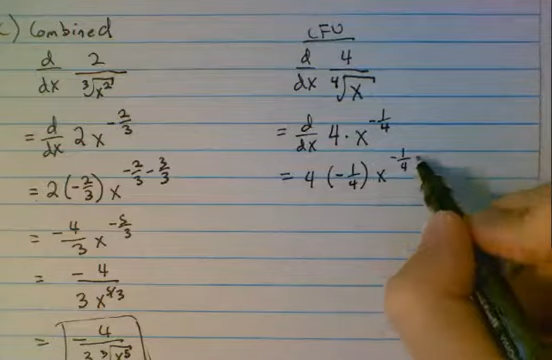 c) Combined
d/dx 2/∛x²
= d/dx 2x^(-2/3)
= 2(-2/3)x^(-2/3 - 3/3)
= -4/3 x^(-5/3)
= -4/(3x^(5/3))
= -4/(3∛x⁵)
CFU
d/dx 4/∜x
= d/dx 4·x^(-1/4)
= 4(-1/4)x^(-1/4 -